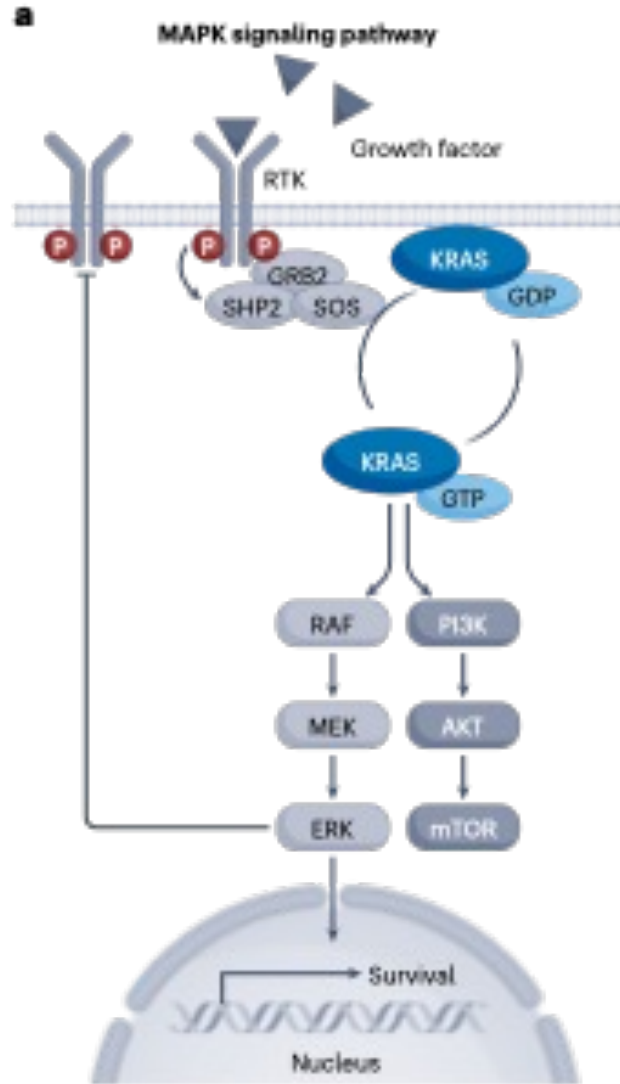 a
MAPK signaling pathway
Growth factor
RTK
P P P P
GRB2
SHP2 SOS
KRAS
GDP
KRAS
GTP
RAF PI3K
MEK AKT
ERK mTOR
Survival
Nucleus